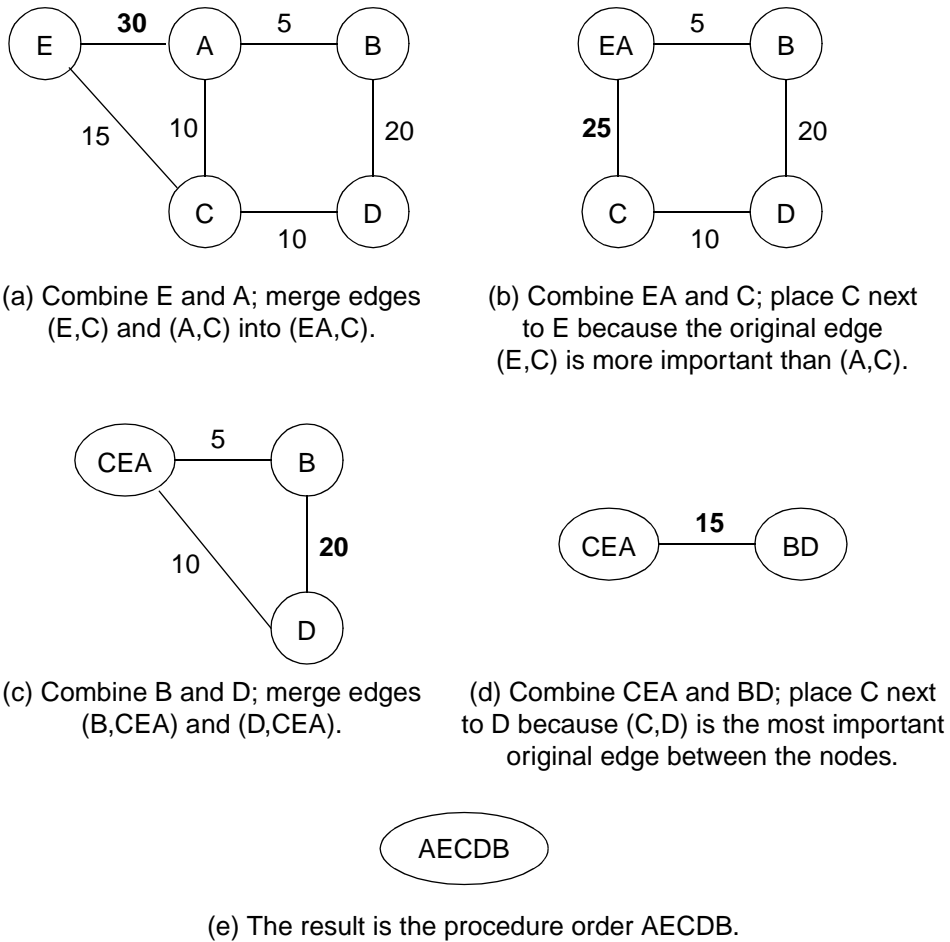 30
5
5
E
A
B
EA
B
15
10
20
25
20
C
D
C
D
10
10
(a) Combine E and A; merge edges
(E,C) and (A,C) into (EA,C).
(b) Combine EA and C; place C next
to E because the original edge
(E,C) is more important than (A,C).
5
CEA
B
10
20
D
15
CEA
BD
(c) Combine B and D; merge edges
(B,CEA) and (D,CEA).
(d) Combine CEA and BD; place C next
to D because (C,D) is the most important
original edge between the nodes.
AECDB
(e) The result is the procedure order AECDB.